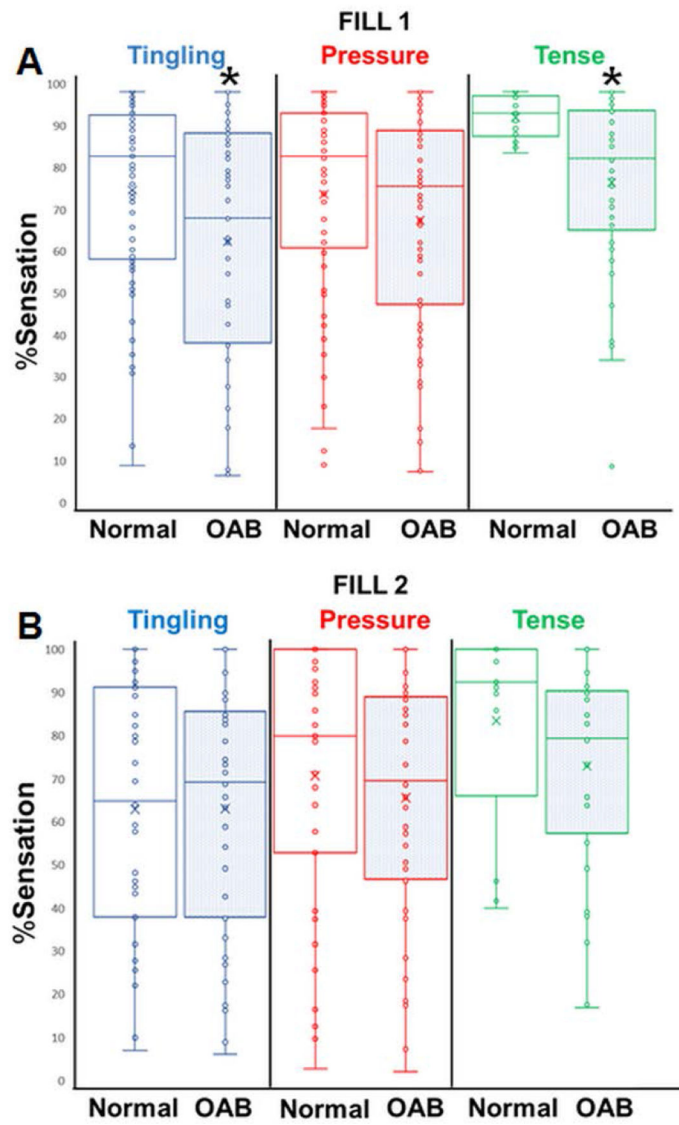 FILL 1
A Tingling Pressure Tense
* *
100
90
80
70
60
50
40
30
20
10
0
%Sensation
Normal OAB Normal OAB Normal OAB
FILL 2
B Tingling Pressure Tense
100
90
80
70
60
50
40
30
20
10
0
%Sensation
Normal OAB Normal OAB Normal OAB